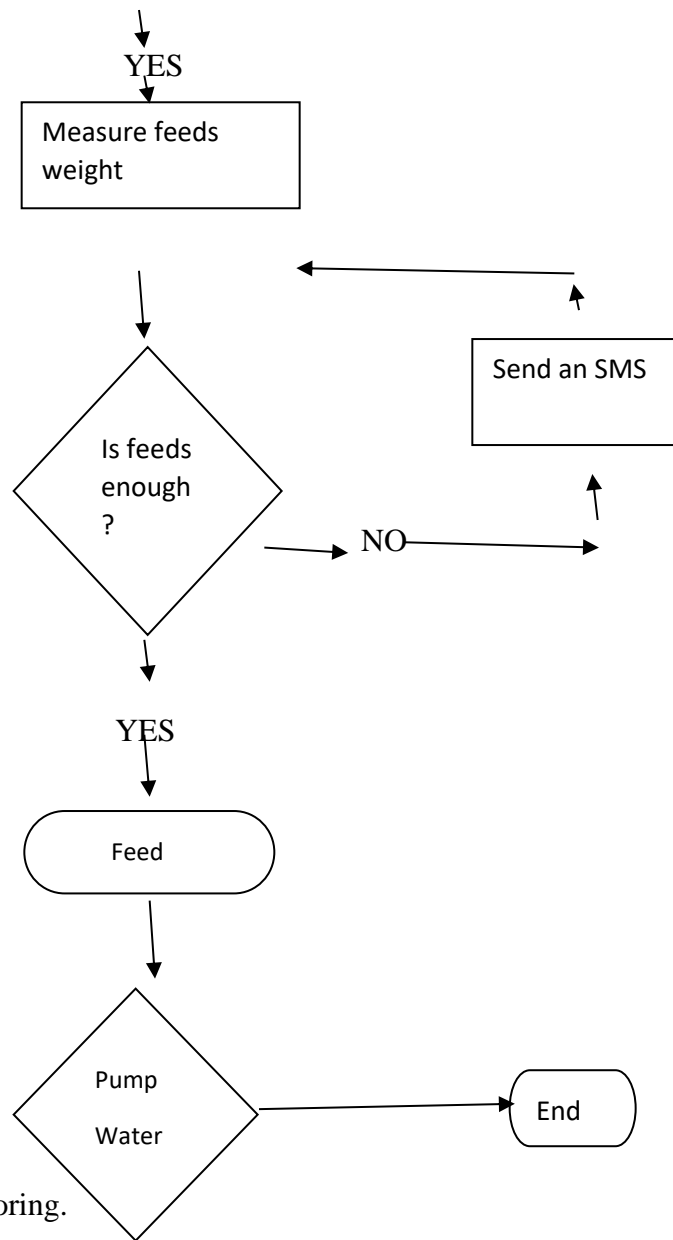 YES
Measure feeds
weight
Send an SMS
Is feeds
enough
?
NO
YES
Feed
Pump
Water
End
oring.